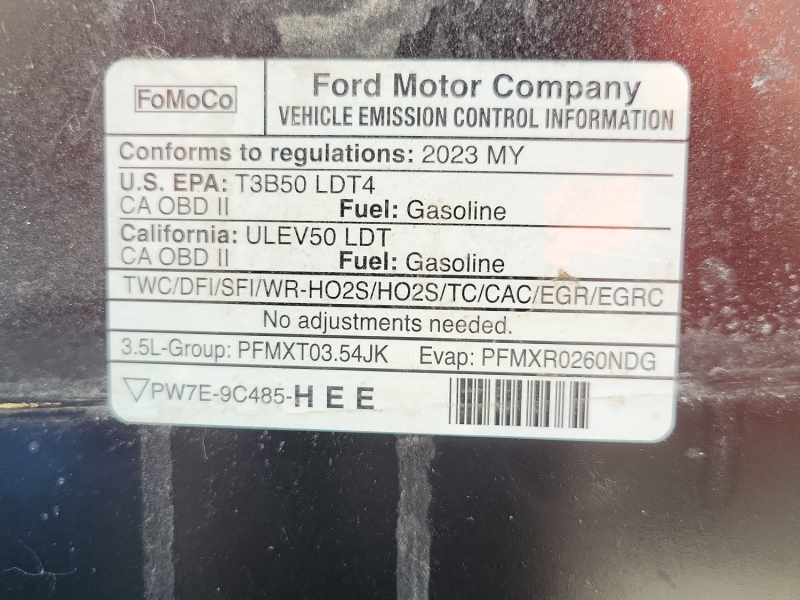 FoMoCo
Ford Motor Company
VEHICLE EMISSION CONTROL INFORMATION
Conforms to regulations: 2023 MY
U.S. EPA: T3B50 LDT4
CA OBD II Fuel: Gasoline
California: ULEV50 LDT
CA OBD II Fuel: Gasoline
TWC/DFI/SFI/WR-HO2S/HO2S/TC/CAC/EGR/EGRC
No adjustments needed.
3.5L-Group: PFMXT03.54JK Evap: PFMXR0260NDG
▽PW7E-9C485-HEE